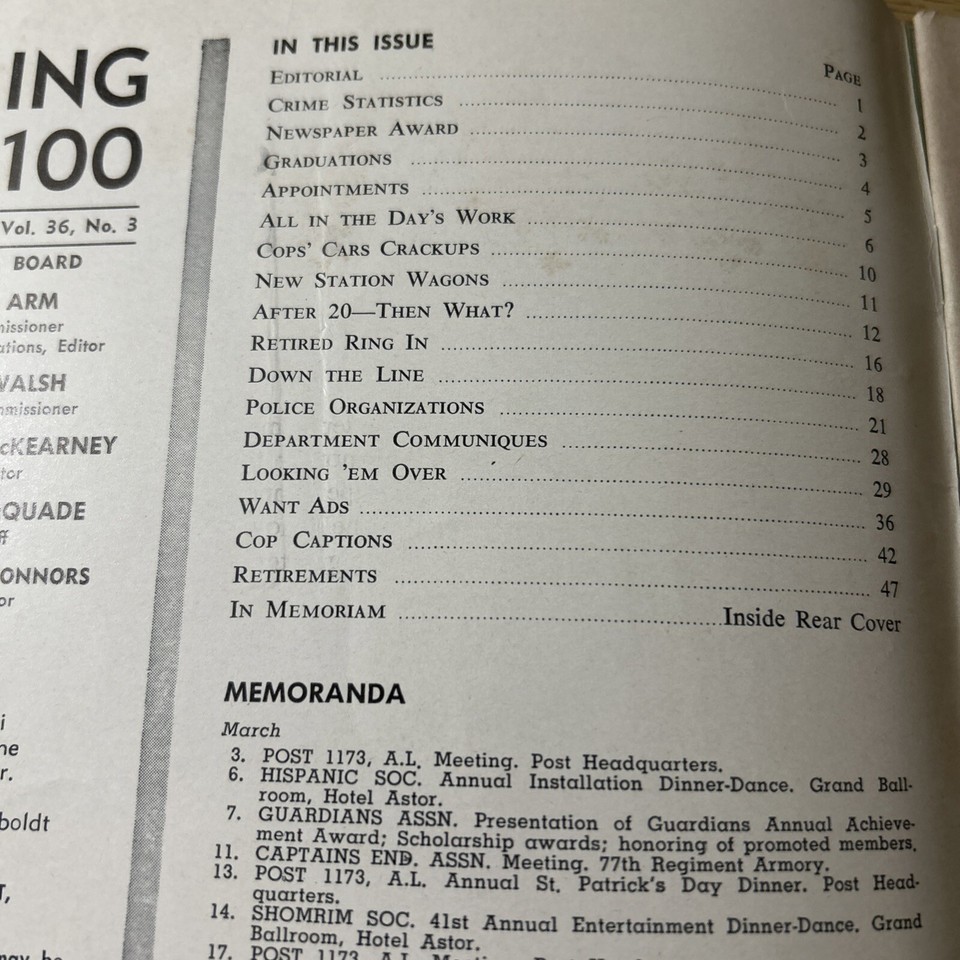 ING
100
Vol. 36, No. 3
BOARD
ARM
missioner
ations, Editor
WALSH
mmissioner
cKEARNEY
tor
QUADE
ff
ONNORS
or
i
ne
r.
boldt
T,
may be
IN THIS ISSUE
PAGE
EDITORIAL 1
CRIME STATISTICS 2
NEWSPAPER AWARD 3
GRADUATIONS 4
APPOINTMENTS 5
ALL IN THE DAY'S WORK 6
COPS' CARS CRACKUPS 10
NEW STATION WAGONS 11
AFTER 20—THEN WHAT? 12
RETIRED RING IN 16
DOWN THE LINE 18
POLICE ORGANIZATIONS 21
DEPARTMENT COMMUNIQUES 28
LOOKING 'EM OVER 29
WANT ADS 36
COP CAPTIONS 42
RETIREMENTS 47
IN MEMORIAM Inside Rear Cover
MEMORANDA
March
3. POST 1173, A.L. Meeting. Post Headquarters.
6. HISPANIC SOC. Annual Installation Dinner-Dance. Grand Ball-
room, Hotel Astor.
7. GUARDIANS ASSN. Presentation of Guardians Annual Achieve-
ment Award; Scholarship awards; honoring of promoted members.
11. CAPTAINS END. ASSN. Meeting. 77th Regiment Armory.
13. POST 1173, A.L. Annual St. Patrick's Day Dinner. Post Head-
quarters.
14. SHOMRIM SOC. 41st Annual Entertainment Dinner-Dance. Grand
Ballroom, Hotel Astor.
17. POST 1173, A.L.